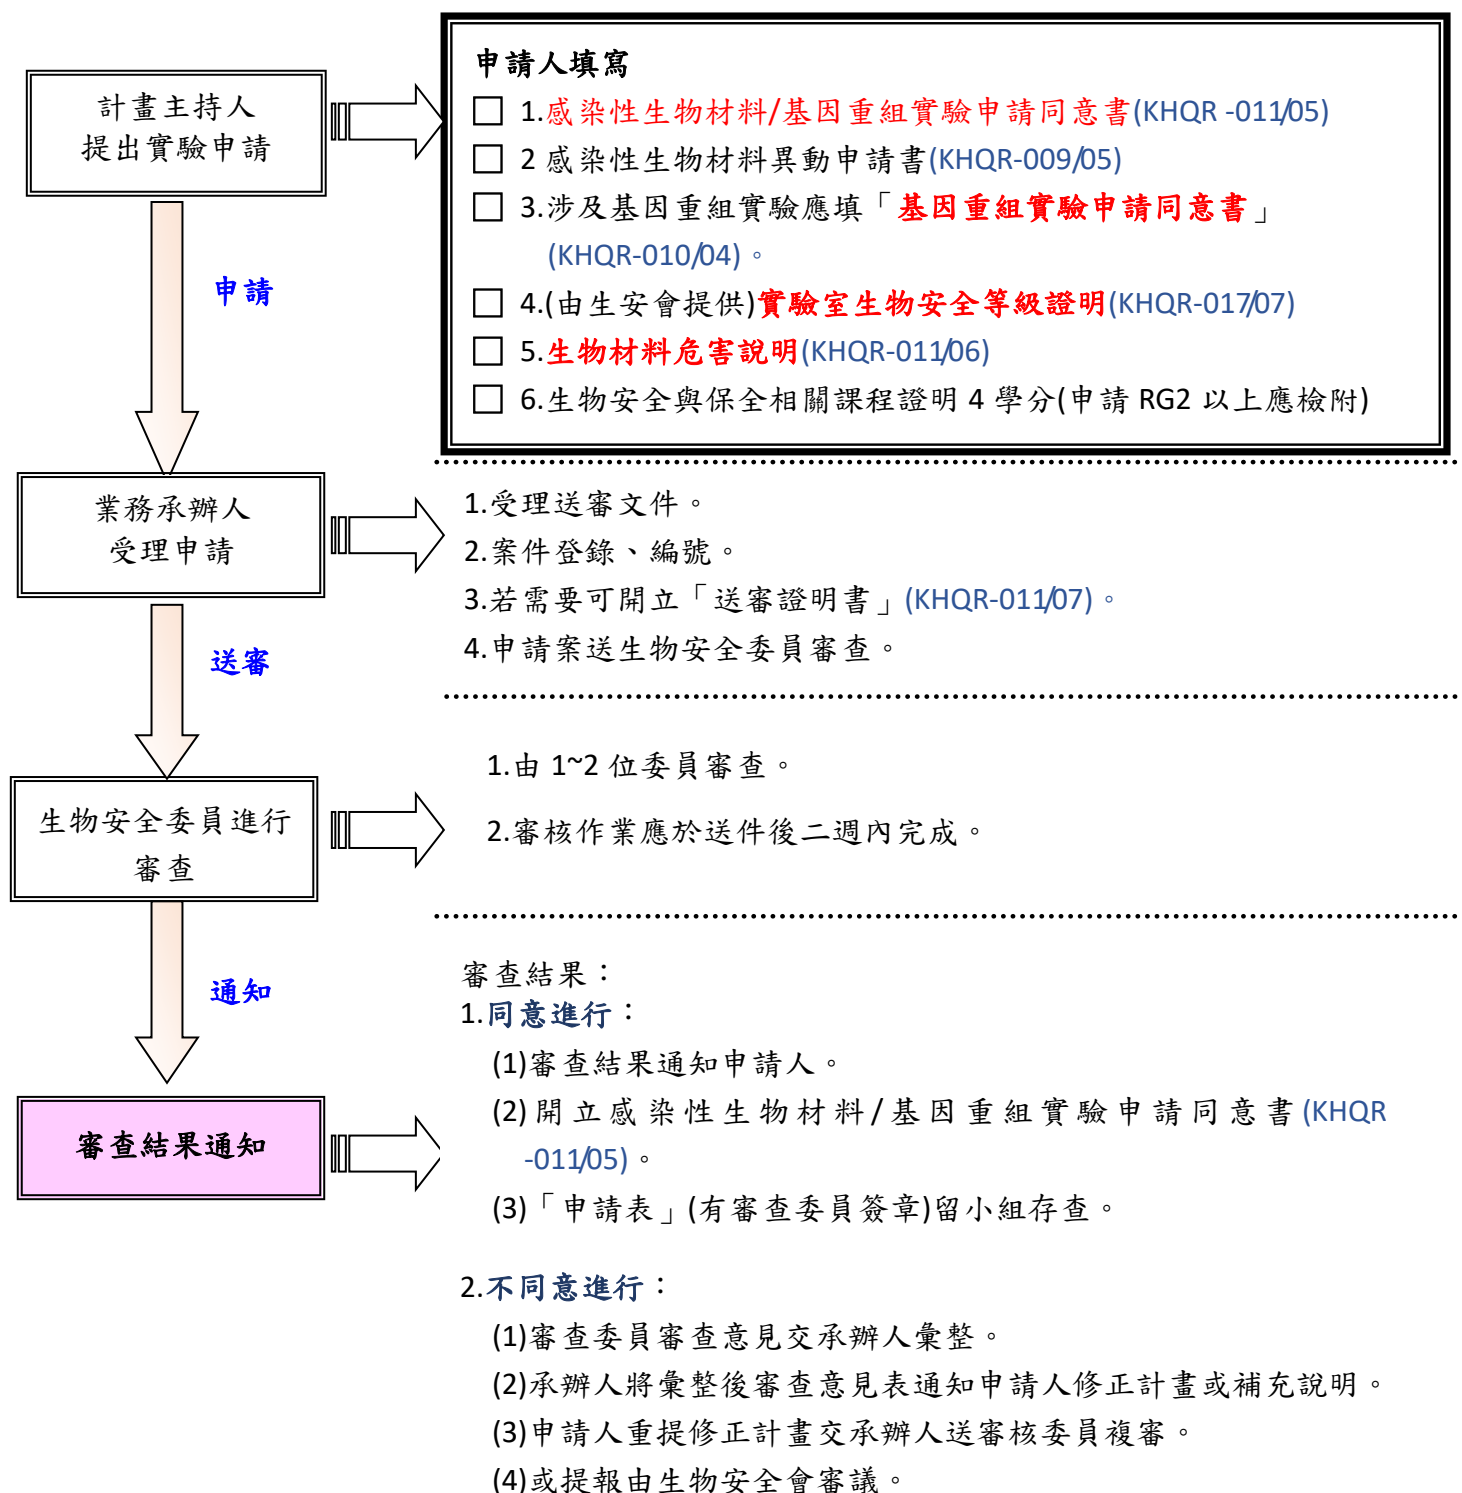 計畫主持人
提出實驗申請
申請人填寫
1.感染性生物材料/基因重組實驗申請同意書(KHQR -011/05)
2 感染性生物材料異動申請書(KHQR-009/05)
3.涉及基因重組實驗應填「基因重組實驗申請同意書」
(KHQR-010/04)。
4.(由生安會提供)實驗室生物安全等級證明(KHQR-017/07)
5.生物材料危害說明(KHQR-011/06)
6.生物安全與保全相關課程證明 4 學分(申請 RG2 以上應檢附)
申請
業務承辦人
受理申請
1.受理送審文件。
2.案件登錄、編號。
3.若需要可開立「送審證明書」(KHQR-011/07)。
4.申請案送生物安全委員審查。
送審
生物安全委員進行
審查
1.由 1~2 位委員審查。
2.審核作業應於送件後二週內完成。
通知
審查結果通知
審查結果：
1.同意進行：
(1)審查結果通知申請人。
(2)開立感染性生物材料/基因重組實驗申請同意書(KHQR
-011/05)。
(3)「申請表」(有審查委員簽章)留小組存查。
2.不同意進行：
(1)審查委員審查意見交承辦人彙整。
(2)承辦人將彙整後審查意見表通知申請人修正計畫或補充說明。
(3)申請人重提修正計畫交承辦人送審核委員複審。
(4)或提報由生物安全會審議。